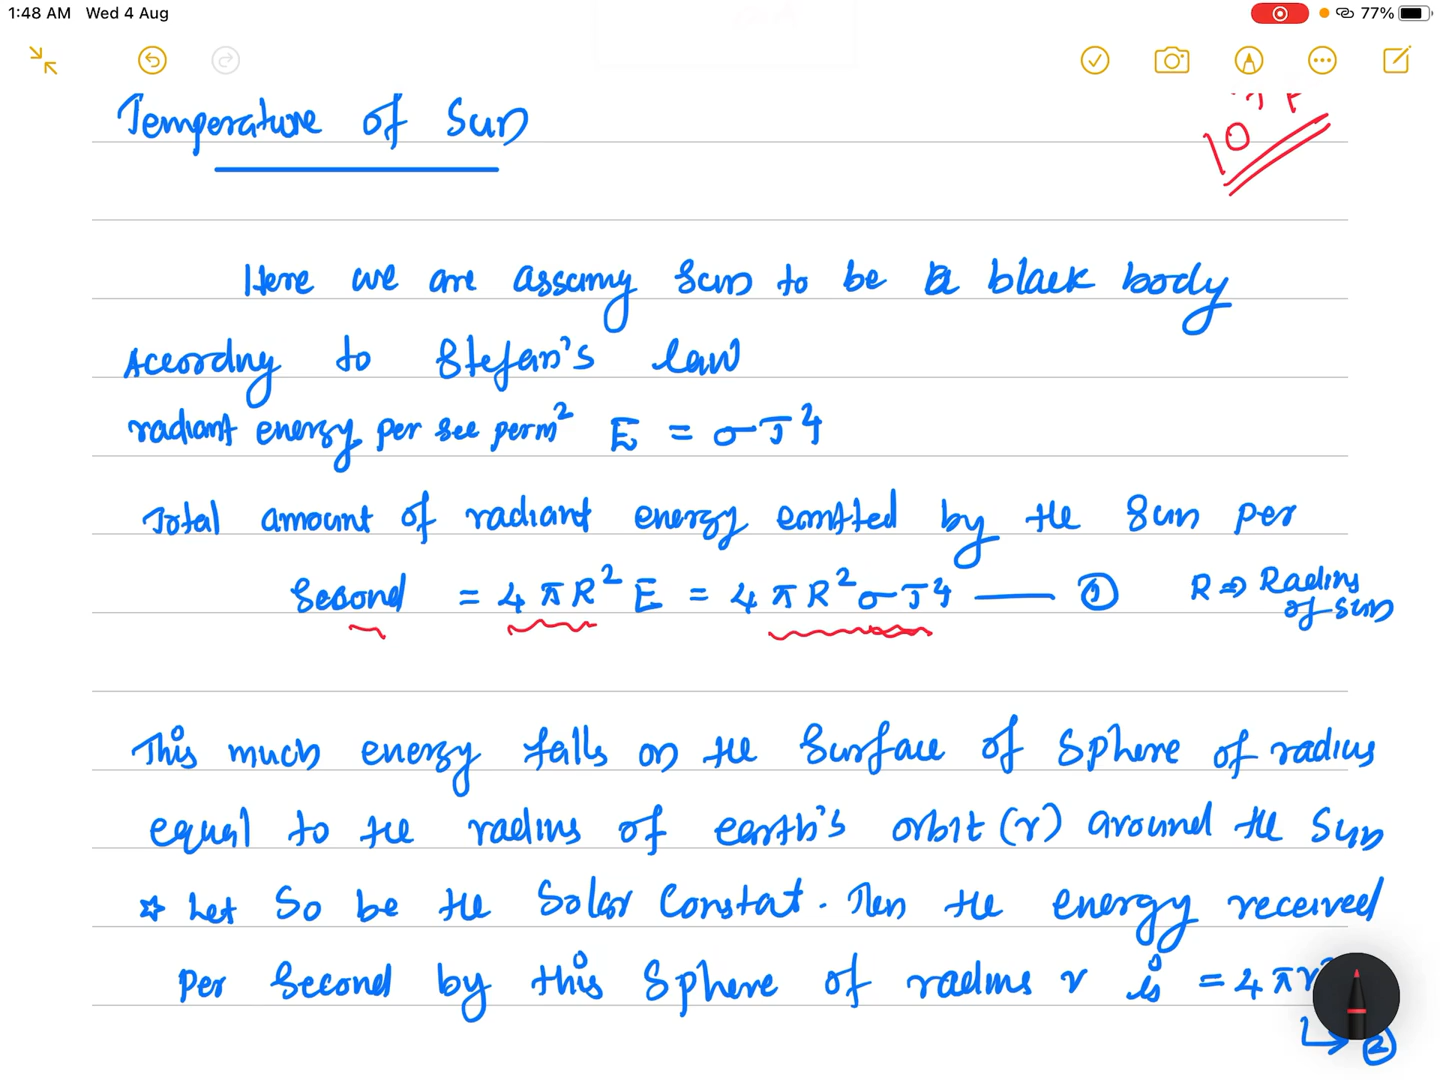 1:48 AM Wed 4 Aug
77%
Temperature of Sun
10
Here we are assumg Sun to be a black body
Accordng to Stefan's law
radiant energy per sec per m² E = σT⁴
Total amount of radiant energy emitted by the Sun per
Second = 4πR²E = 4πR²σT⁴ —— ① R ⇒ Radius of Sun
This much energy falls on the Surface of Sphere of radius
equal to the radius of earth's orbit (r) around the Sun
☆ Let So be the Solar Constat. Then the energy received
per Second by this Sphere of radius r is = 4πr
↳ ②